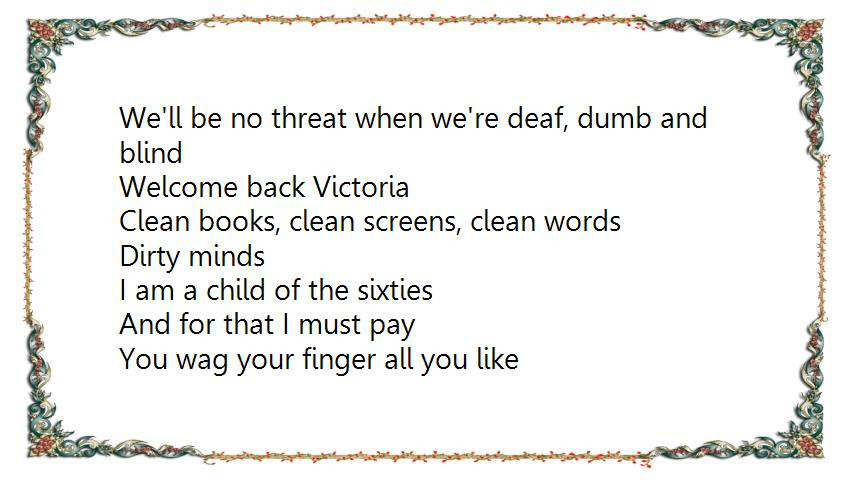 We'll be no threat when we're deaf, dumb and
blind
Welcome back Victoria
Clean books, clean screens, clean words
Dirty minds
I am a child of the sixties
And for that I must pay
You wag your finger all you like